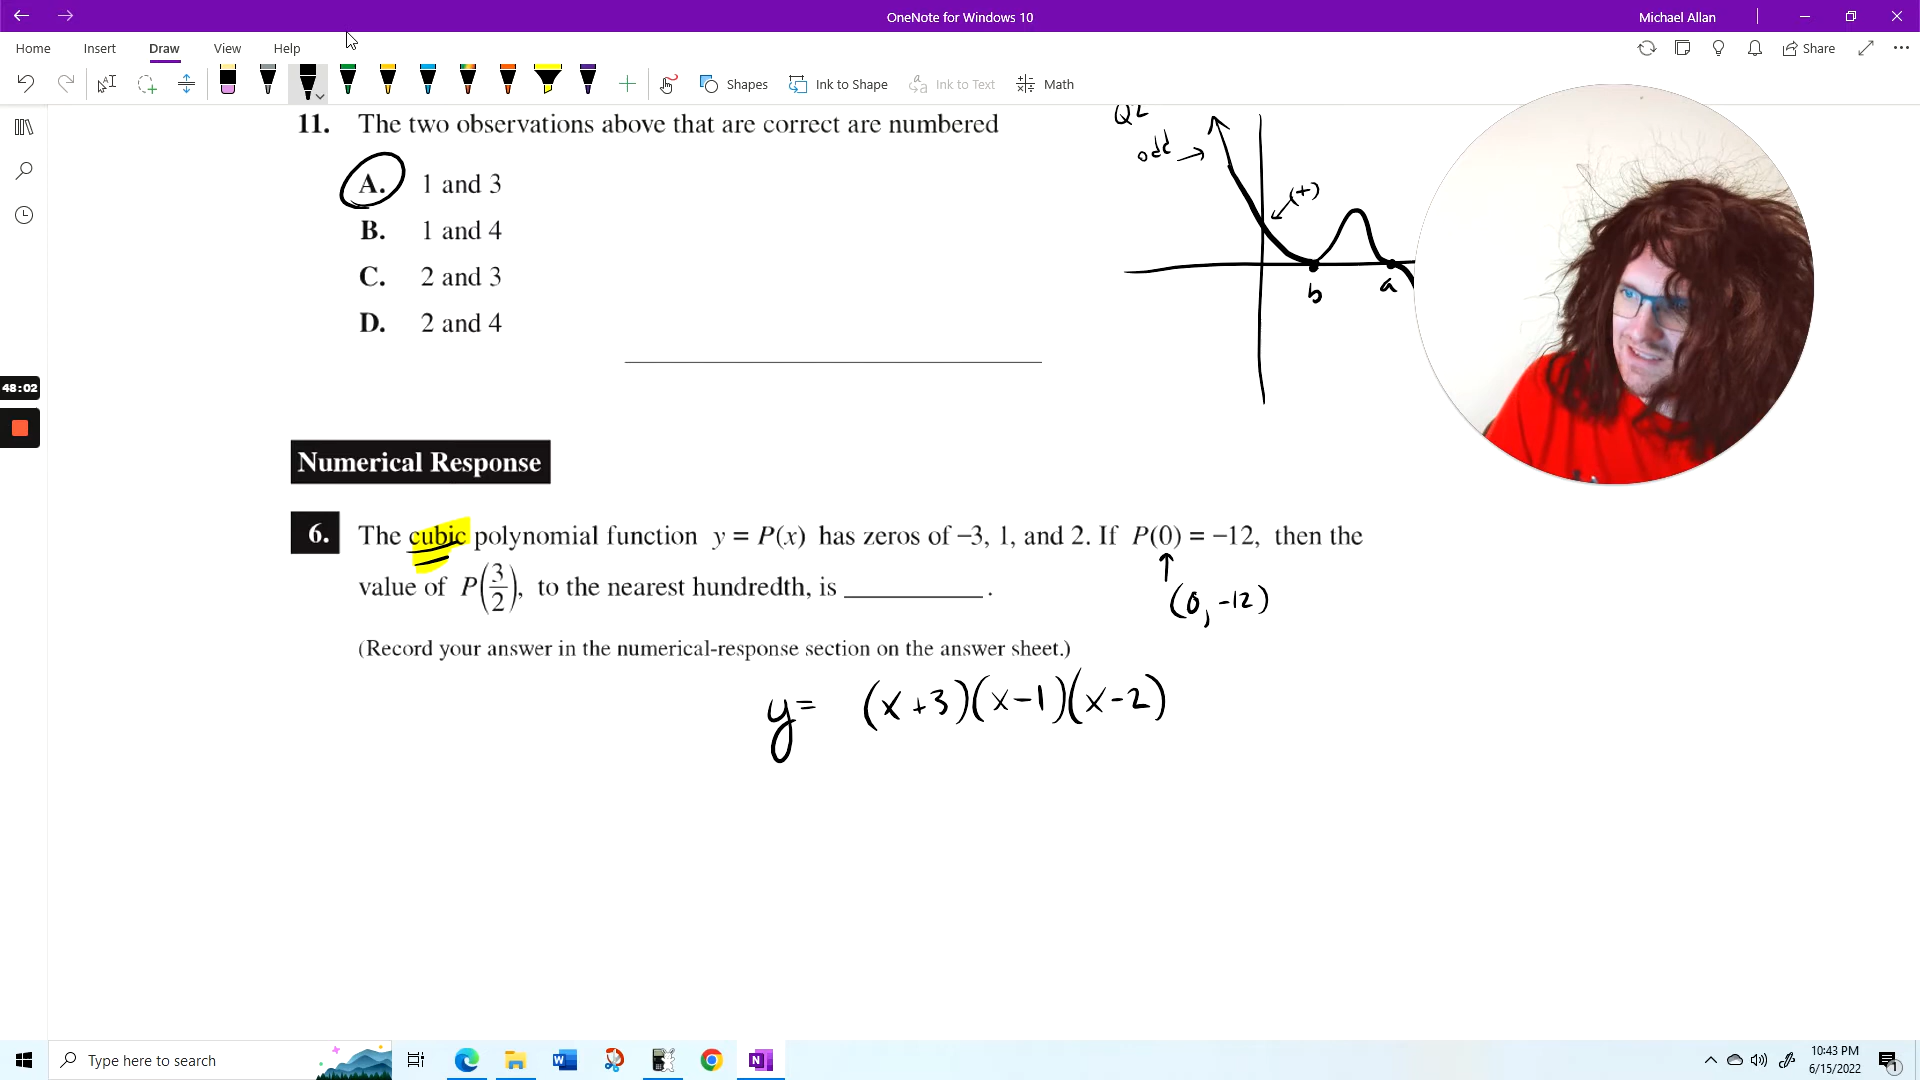 OneNote for Windows 10
Michael Allan
Home Insert Draw View Help
Share
Shapes
Ink to Shape
Ink to Text
Math
11. The two observations above that are correct are numbered
A. 1 and 3
B. 1 and 4
C. 2 and 3
D. 2 and 4
odd
(+)
b
a
48:02
Numerical Response
6. The cubic polynomial function y = P(x) has zeros of −3, 1, and 2. If P(0) = −12, then the
value of P(3/2), to the nearest hundredth, is ____________.
(0, -12)
(Record your answer in the numerical-response section on the answer sheet.)
y= (x+3)(x-1)(x-2)
Type here to search
10:43 PM
6/15/2022
1